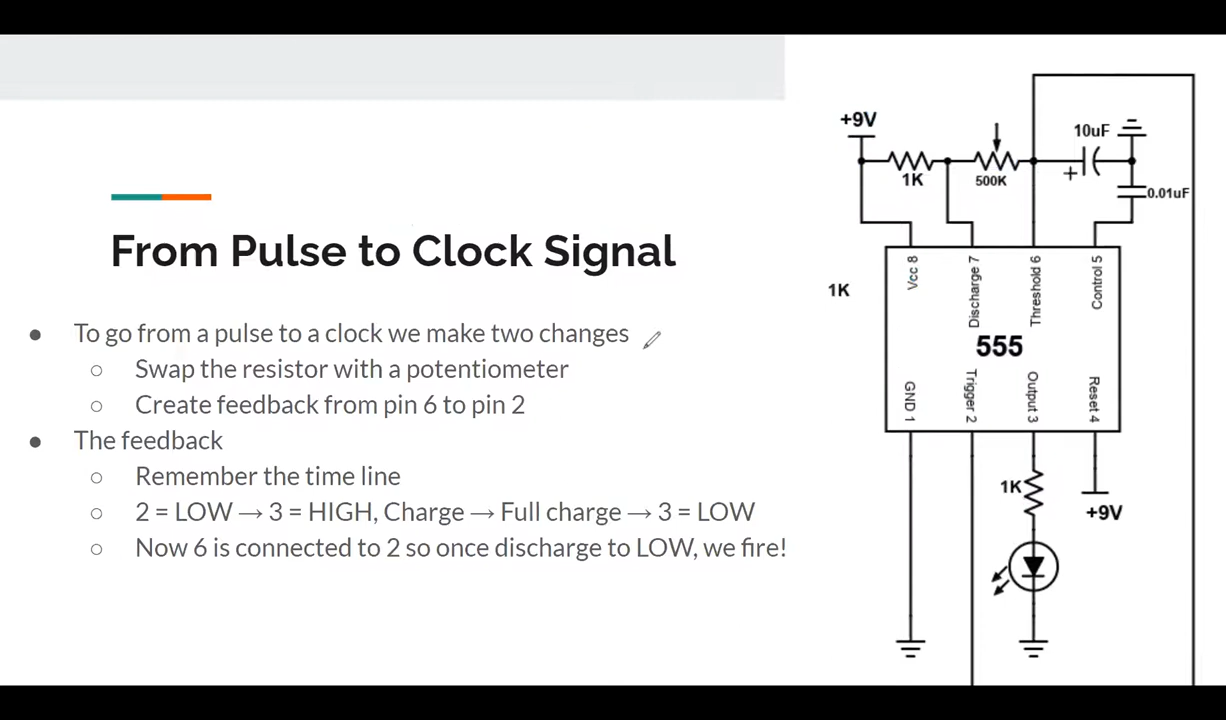 From Pulse to Clock Signal
● To go from a pulse to a clock we make two changes
○ Swap the resistor with a potentiometer
○ Create feedback from pin 6 to pin 2
● The feedback
○ Remember the time line
○ 2 = LOW → 3 = HIGH, Charge → Full charge → 3 = LOW
○ Now 6 is connected to 2 so once discharge to LOW, we fire!
+9V
10uF
+
1K
500K
0.01uF
1K
Vcc 8
Discharge 7
Threshold 6
Control 5
555
GND 1
Trigger 2
Output 3
Reset 4
1K
+9V